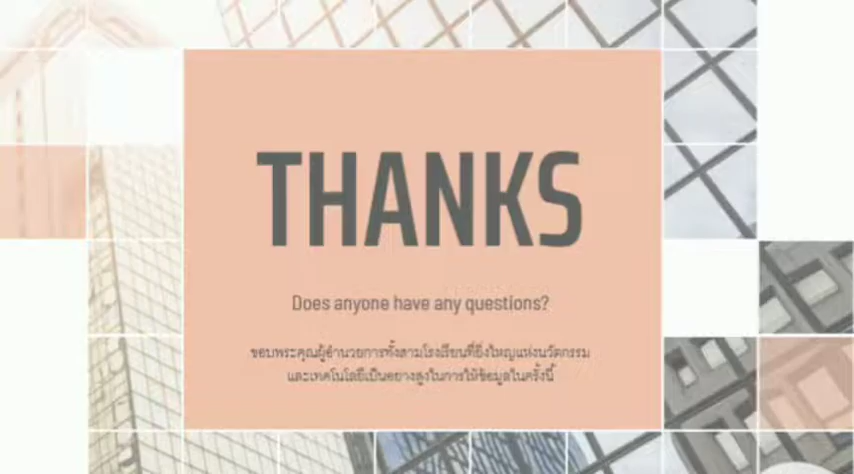 THANKS
Does anyone have any questions?
ขอบพระคุณผู้อำนวยการทั้งสามโรงเรียนที่ยิ่งใหญ่แห่งนวัตกรรม
และเทคโนโลยีเป็นอย่างสูงในการให้ข้อมูลในครั้งนี้